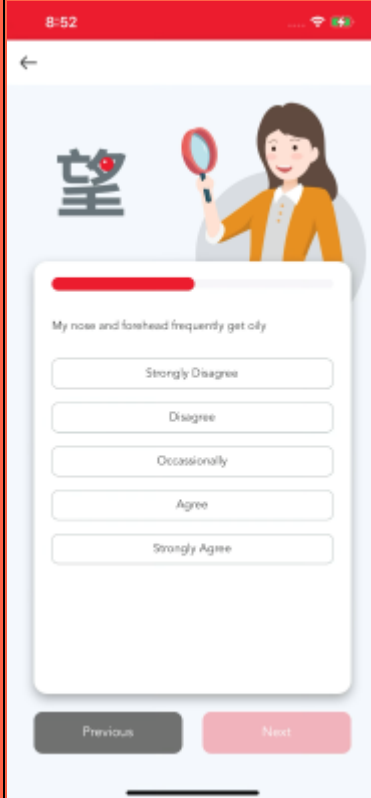 8:52
望
My nose and forehead frequently get oily
Strongly Disagree
Disagree
Occassionally
Agree
Strongly Agree
Previous
Next